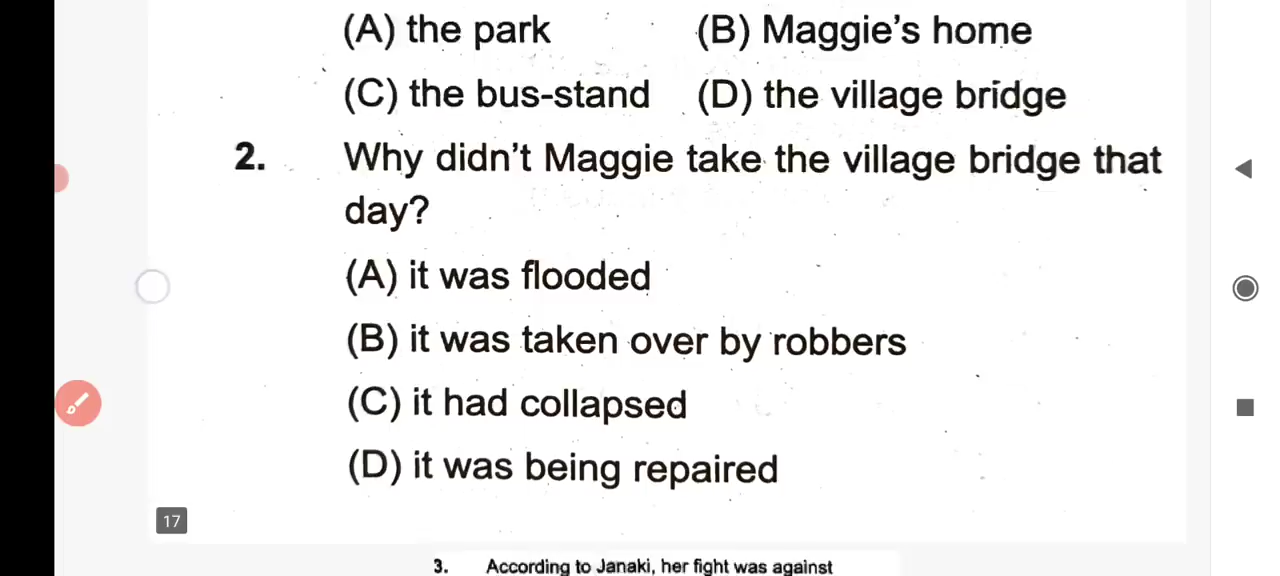 (A) the park (B) Maggie's home
(C) the bus-stand (D) the village bridge
2. Why didn't Maggie take the village bridge that
day?
(A) it was flooded
(B) it was taken over by robbers
(C) it had collapsed
(D) it was being repaired
17
3. According to Janaki, her fight was against